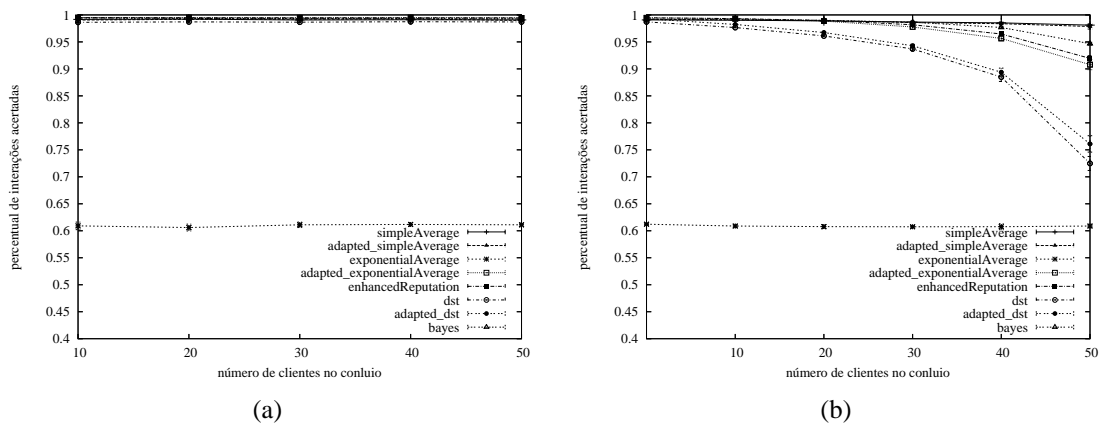 percentual de interações acertadas
1
0.95
0.9
0.85
0.8
0.75
0.7
0.65
0.6
0.55
0.5
0.45
0.4
simpleAverage
adapted_simpleAverage
exponentialAverage
adapted_exponentialAverage
enhancedReputation
dst
adapted_dst
bayes
10 20 30 40 50
número de clientes no conluio
(a)
percentual de interações acertadas
1
0.95
0.9
0.85
0.8
0.75
0.7
0.65
0.6
0.55
0.5
0.45
0.4
simpleAverage
adapted_simpleAverage
exponentialAverage
adapted_exponentialAverage
enhancedReputation
dst
adapted_dst
bayes
10 20 30 40 50
número de clientes no conluio
(b)